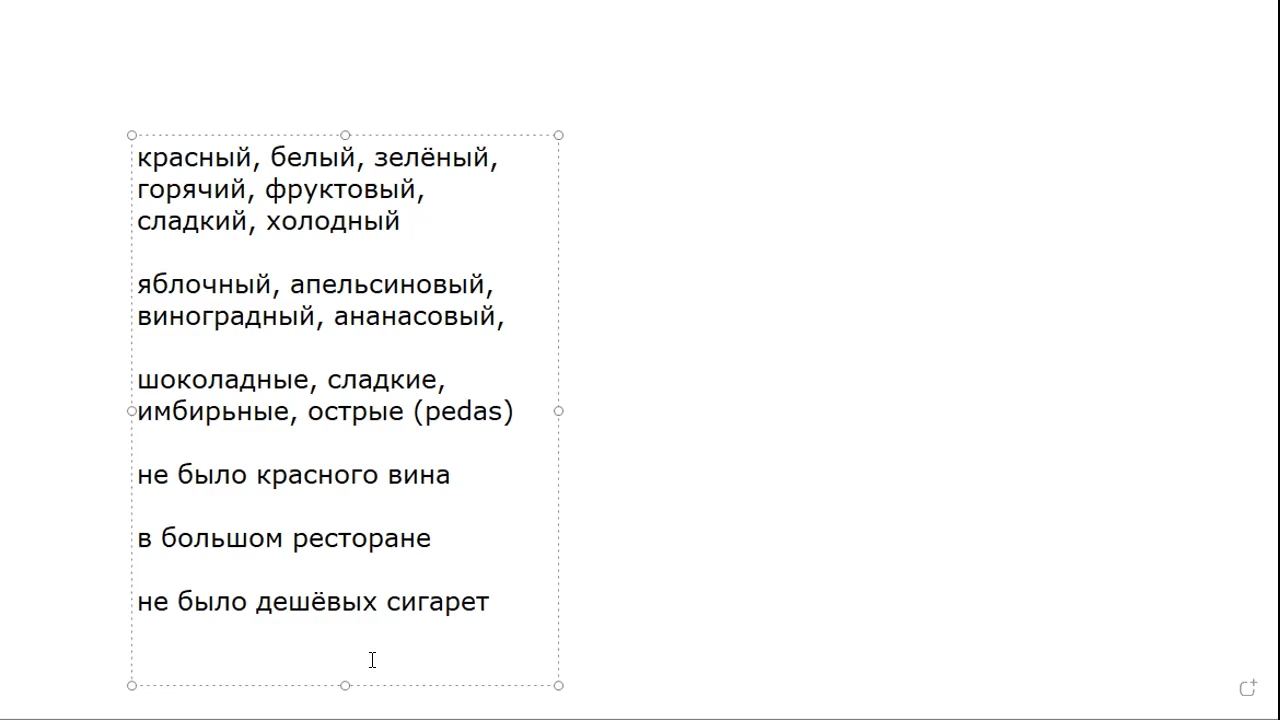 красный, белый, зелёный,
горячий, фруктовый,
сладкий, холодный
яблочный, апельсиновый,
виноградный, ананасовый,
шоколадные, сладкие,
имбирьные, острые (pedas)
не было красного вина
в большом ресторане
не было дешёвых сигарет